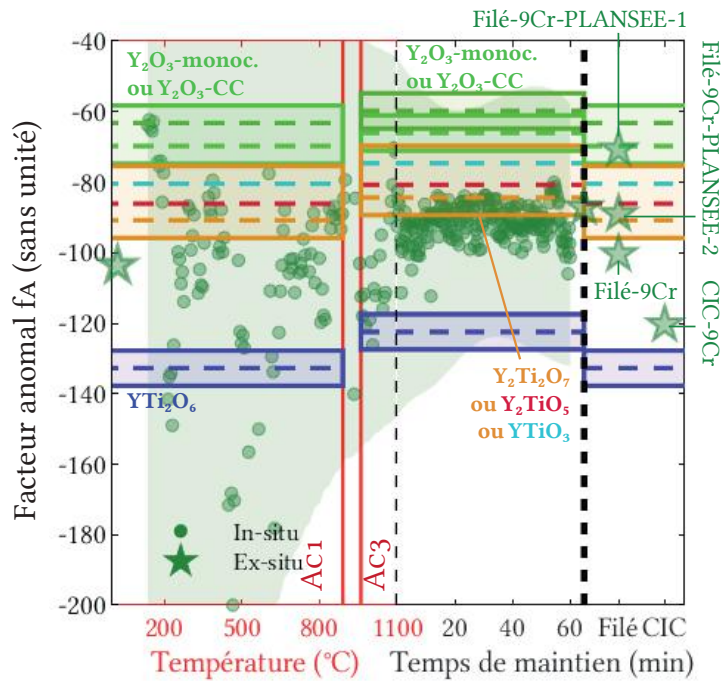 Filé-9Cr-PLANSEE-1
-40
-60
-80
-100
-120
-140
-160
-180
-200
Facteur anomal fA (sans unité)
Y₂O₃-monoc.
ou Y₂O₃-CC
Y₂O₃-monoc.
ou Y₂O₃-CC
Filé-9Cr-PLANSEE-2
Filé-9Cr
CIC-9Cr
YTi₂O₆
Y₂Ti₂O₇
ou Y₂TiO₅
ou YTiO₃
In-situ
Ex-situ
Ac1
Ac3
200 500 800 1100 20 40 60 Filé CIC
Température (°C) Temps de maintien (min)